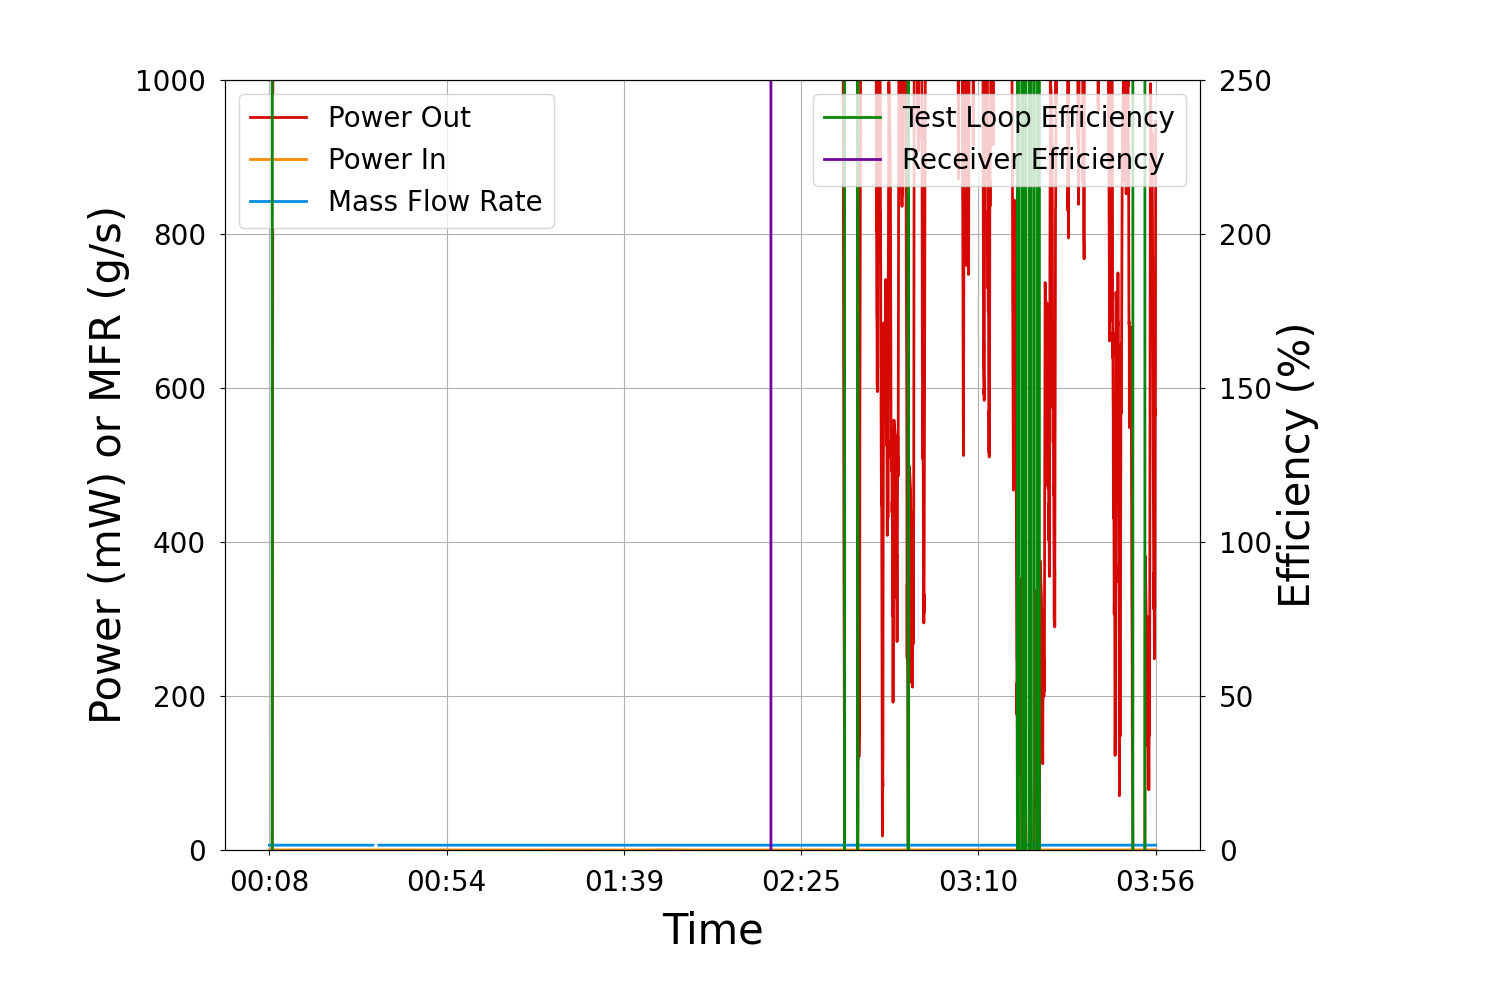 1000
800
600
400
200
0
Power (mW) or MFR (g/s)
Power Out
Power In
Mass Flow Rate
Test Loop Efficiency
Receiver Efficiency
250
200
150
100
50
0
Efficiency (%)
00:08 00:54 01:39 02:25 03:10 03:56
Time